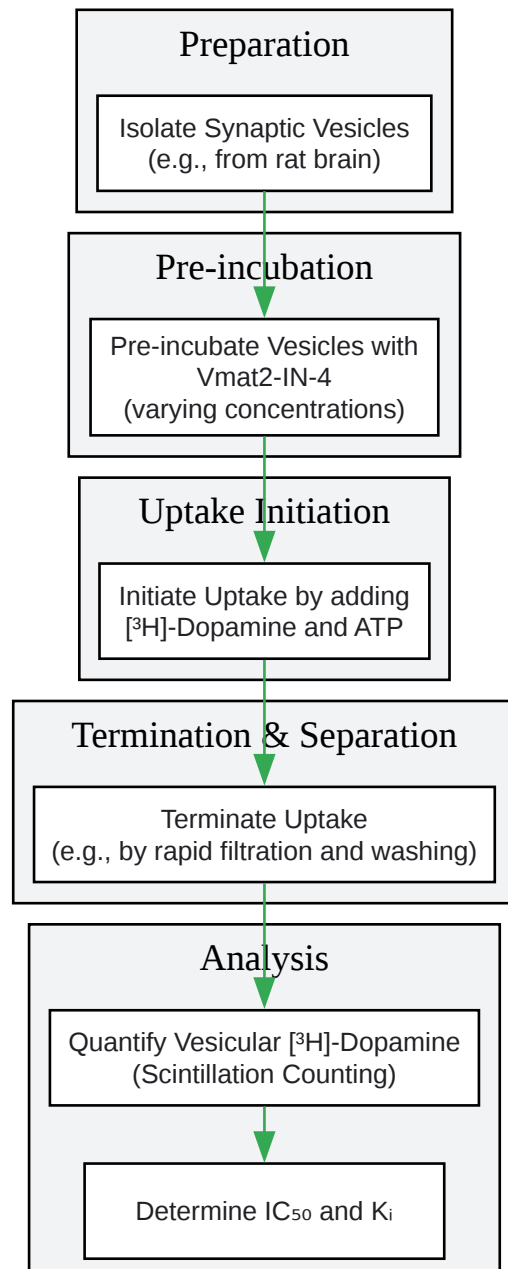 Preparation
Isolate Synaptic Vesicles
(e.g., from rat brain)
Pre-incubation
Pre-incubate Vesicles with
Vmat2-IN-4
(varying concentrations)
Uptake Initiation
Initiate Uptake by adding
[³H]-Dopamine and ATP
Termination & Separation
Terminate Uptake
(e.g., by rapid filtration and washing)
Analysis
Quantify Vesicular [³H]-Dopamine
(Scintillation Counting)
Determine IC₅₀ and Kᵢ